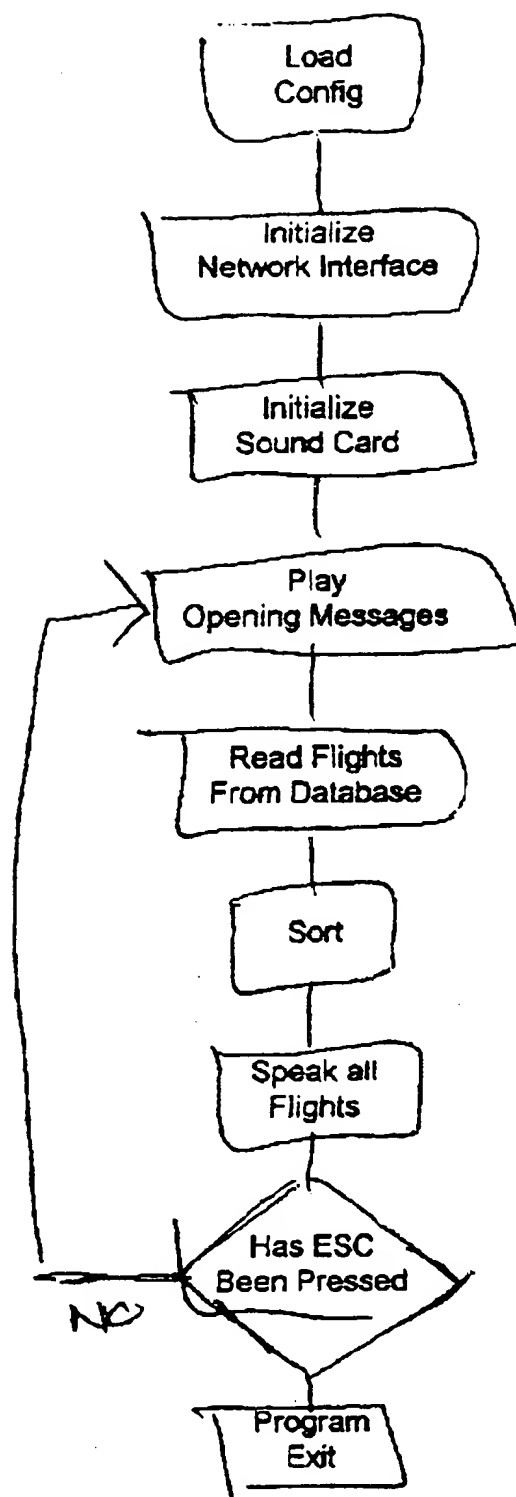 Load
Config
Initialize
Network Interface
Initialize
Sound Card
Play
Opening Messages
Read Flights
From Database
Sort
Speak all
Flights
Has ESC
Been Pressed
NO
Program
Exit